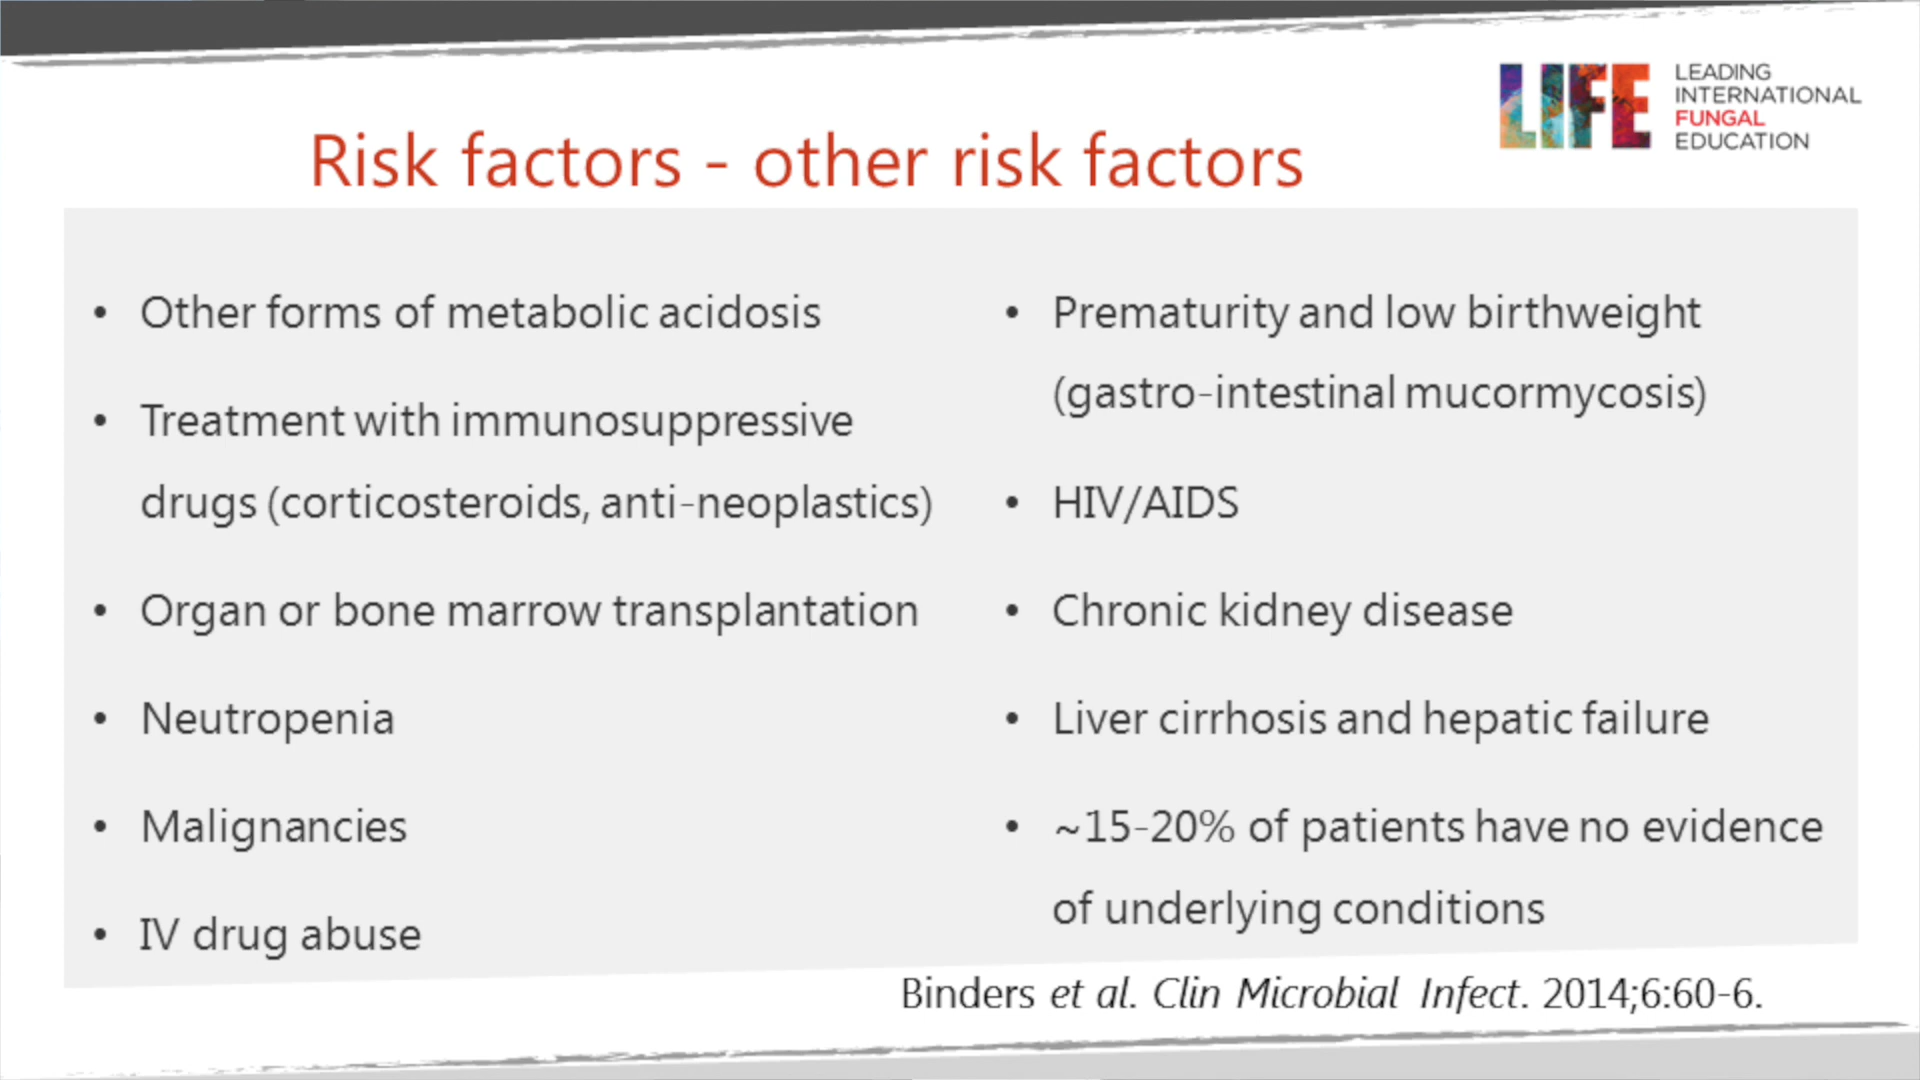 LIFE
LEADING
INTERNATIONAL
FUNGAL
EDUCATION
Risk factors - other risk factors
• Other forms of metabolic acidosis
• Treatment with immunosuppressive
drugs (corticosteroids, anti-neoplastics)
• Organ or bone marrow transplantation
• Neutropenia
• Malignancies
• IV drug abuse
• Prematurity and low birthweight
(gastro-intestinal mucormycosis)
• HIV/AIDS
• Chronic kidney disease
• Liver cirrhosis and hepatic failure
• ~15-20% of patients have no evidence
of underlying conditions
Binders et al. Clin Microbial Infect. 2014;6:60-6.